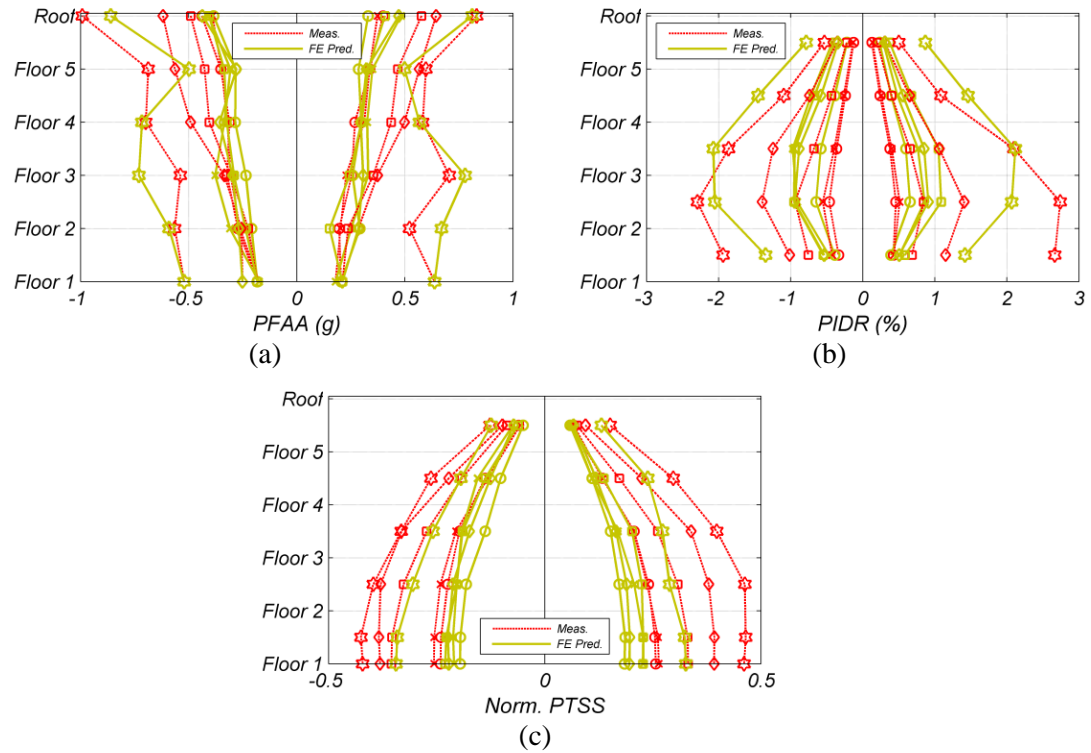 Roof
Floor 5
Floor 4
Floor 3
Floor 2
Floor 1
Meas.
FE Pred.
-1 -0.5 0 0.5 1
PFAA (g)
(a)
Roof
Floor 5
Floor 4
Floor 3
Floor 2
Floor 1
Meas.
FE Pred.
-3 -2 -1 0 1 2 3
PIDR (%)
(b)
Roof
Floor 5
Floor 4
Floor 3
Floor 2
Floor 1
Meas.
FE Pred.
-0.5 0 0.5
Norm. PTSS
(c)